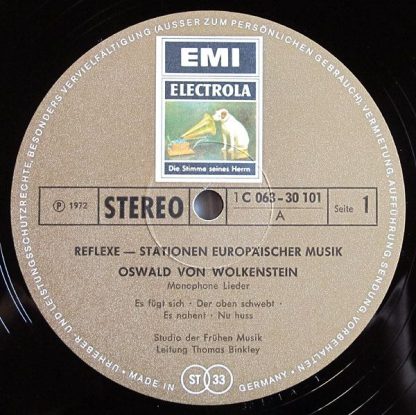 URHEBER- UND LEISTUNGSSCHUTZRECHTE, BESONDERS VERVIELFÄLTIGUNG (AUSSER ZUM PERSÖNLICHEN GEBRAUCH), VERMIETUNG, AUFFÜHRUNG, SENDUNG, VORBEHALTEN
EMI
ELECTROLA
Die Stimme seines Herrn
Ⓟ 1972
STEREO
1 C 063-30 101
A
Seite 1
REFLEXE — STATIONEN EUROPÄISCHER MUSIK
OSWALD VON WOLKENSTEIN
Monophone Lieder
Es fügt sich · Der oben schwebt ·
Es nahent · Nu huss
Studio der Frühen Musik
Leitung Thomas Binkley
MADE IN GERMANY
ST 33